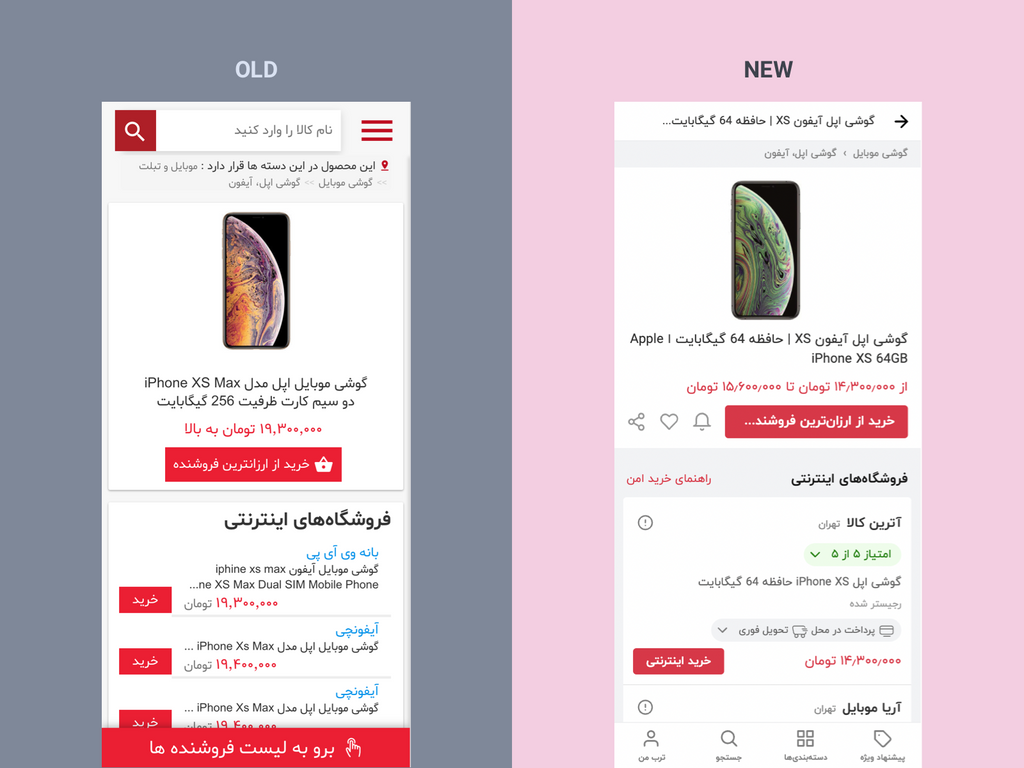 OLD
نام کالا را وارد کنید
این محصول در این دسته ها قرار دارد : موبایل و تبلت
>> گوشی موبایل >> گوشی اپل، آیفون
گوشی موبایل اپل مدل iPhone XS Max
دو سیم کارت ظرفیت 256 گیگابایت
۱۹,۳۰۰,۰۰۰ تومان به بالا
خرید از ارزانترین فروشنده
فروشگاه‌های اینترنتی
بانه وی آی پی
گوشی موبایل آیفون iphine xs max
...ne XS Max Dual SIM Mobile Phone
۱۹,۳۰۰,۰۰۰ تومان
خرید
آیفونچی
گوشی موبایل اپل مدل iPhone Xs Max ...
۱۹,۴۰۰,۰۰۰ تومان
خرید
آیفونچی
گوشی موبایل اپل مدل iPhone Xs Max ...
۱۹,۴۰۰,۰۰۰ تومان
خرید
برو به لیست فروشنده ها
NEW
گوشی اپل آیفون XS | حافظه 64 گیگابایت...
گوشی موبایل › گوشی اپل، آیفون
گوشی اپل آیفون XS | حافظه 64 گیگابایت ا Apple
iPhone XS 64GB
از ۱۴٫۳۰۰٫۰۰۰ تومان تا ۱۵٫۶۰۰٫۰۰۰ تومان
خرید از ارزان‌ترین فروشند...
فروشگاه‌های اینترنتی
راهنمای خرید امن
آترین کالا تهران
امتیاز ۵ از ۵
گوشی اپل iPhone XS حافظه 64 گیگابایت
رجیستر شده
پرداخت در محل تحویل فوری
۱۴٫۳۰۰٫۰۰۰ تومان
خرید اینترنتی
آریا موبایل تهران
پیشنهاد ویژه
دسته‌بندی‌ها
جستجو
ترب من